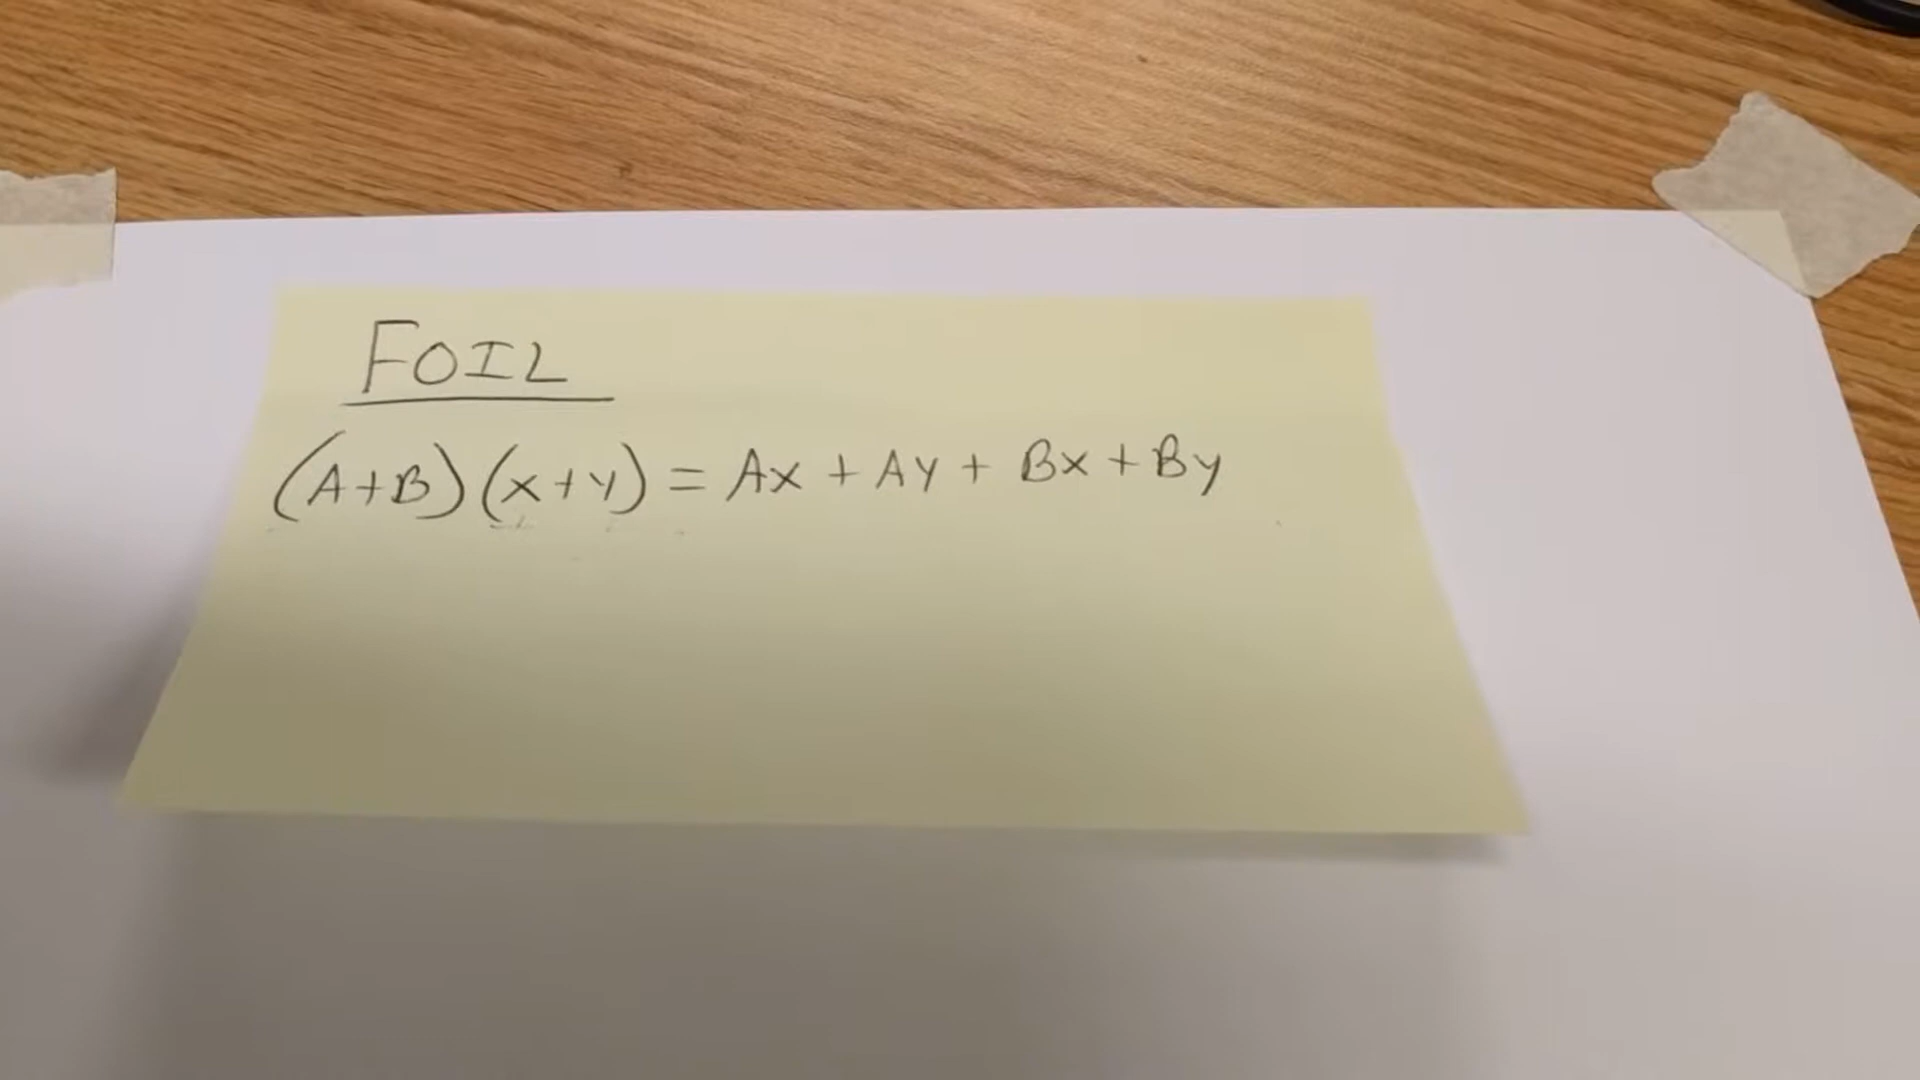 FOIL
(A+B)(x+y) = Ax + Ay + Bx + By